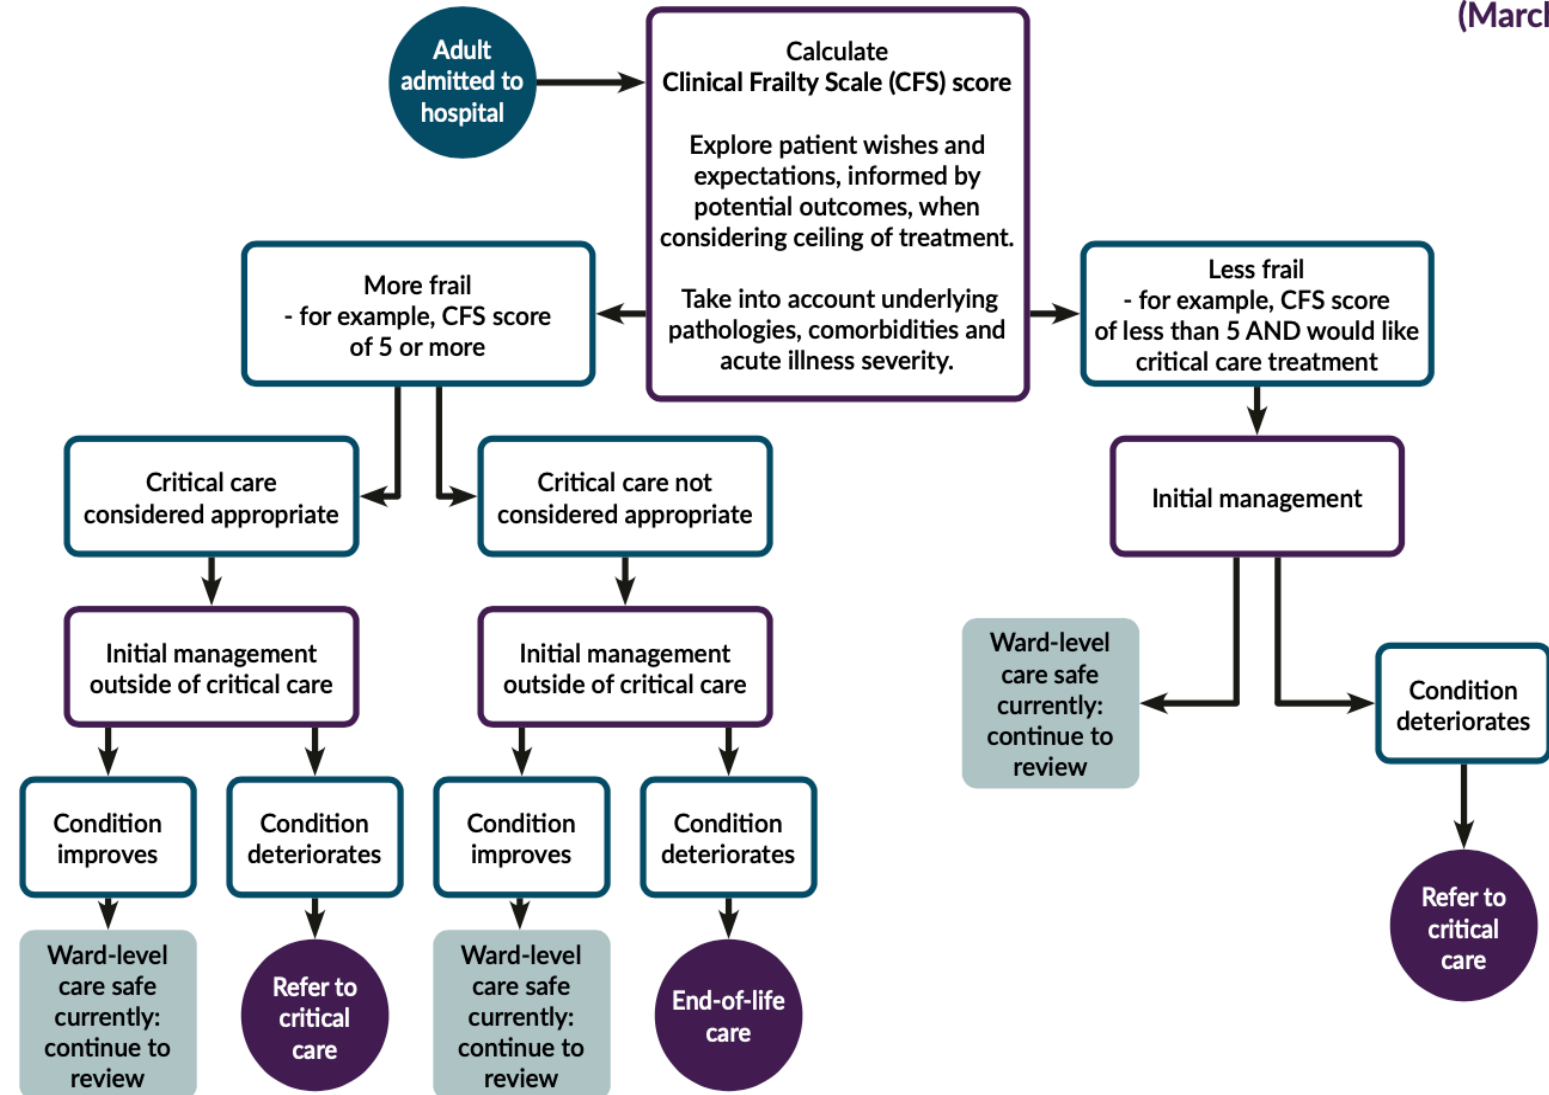 (March
Adult
admitted to
hospital
Calculate
Clinical Frailty Scale (CFS) score
Explore patient wishes and
expectations, informed by
potential outcomes, when
considering ceiling of treatment.
Take into account underlying
pathologies, comorbidities and
acute illness severity.
More frail
- for example, CFS score
of 5 or more
Less frail
- for example, CFS score
of less than 5 AND would like
critical care treatment
Critical care
considered appropriate
Critical care not
considered appropriate
Initial management
Initial management
outside of critical care
Initial management
outside of critical care
Ward-level
care safe
currently:
continue to
review
Condition
deteriorates
Condition
improves
Condition
deteriorates
Condition
improves
Condition
deteriorates
Refer to
critical
care
Ward-level
care safe
currently:
continue to
review
Refer to
critical
care
Ward-level
care safe
currently:
continue to
review
End-of-life
care